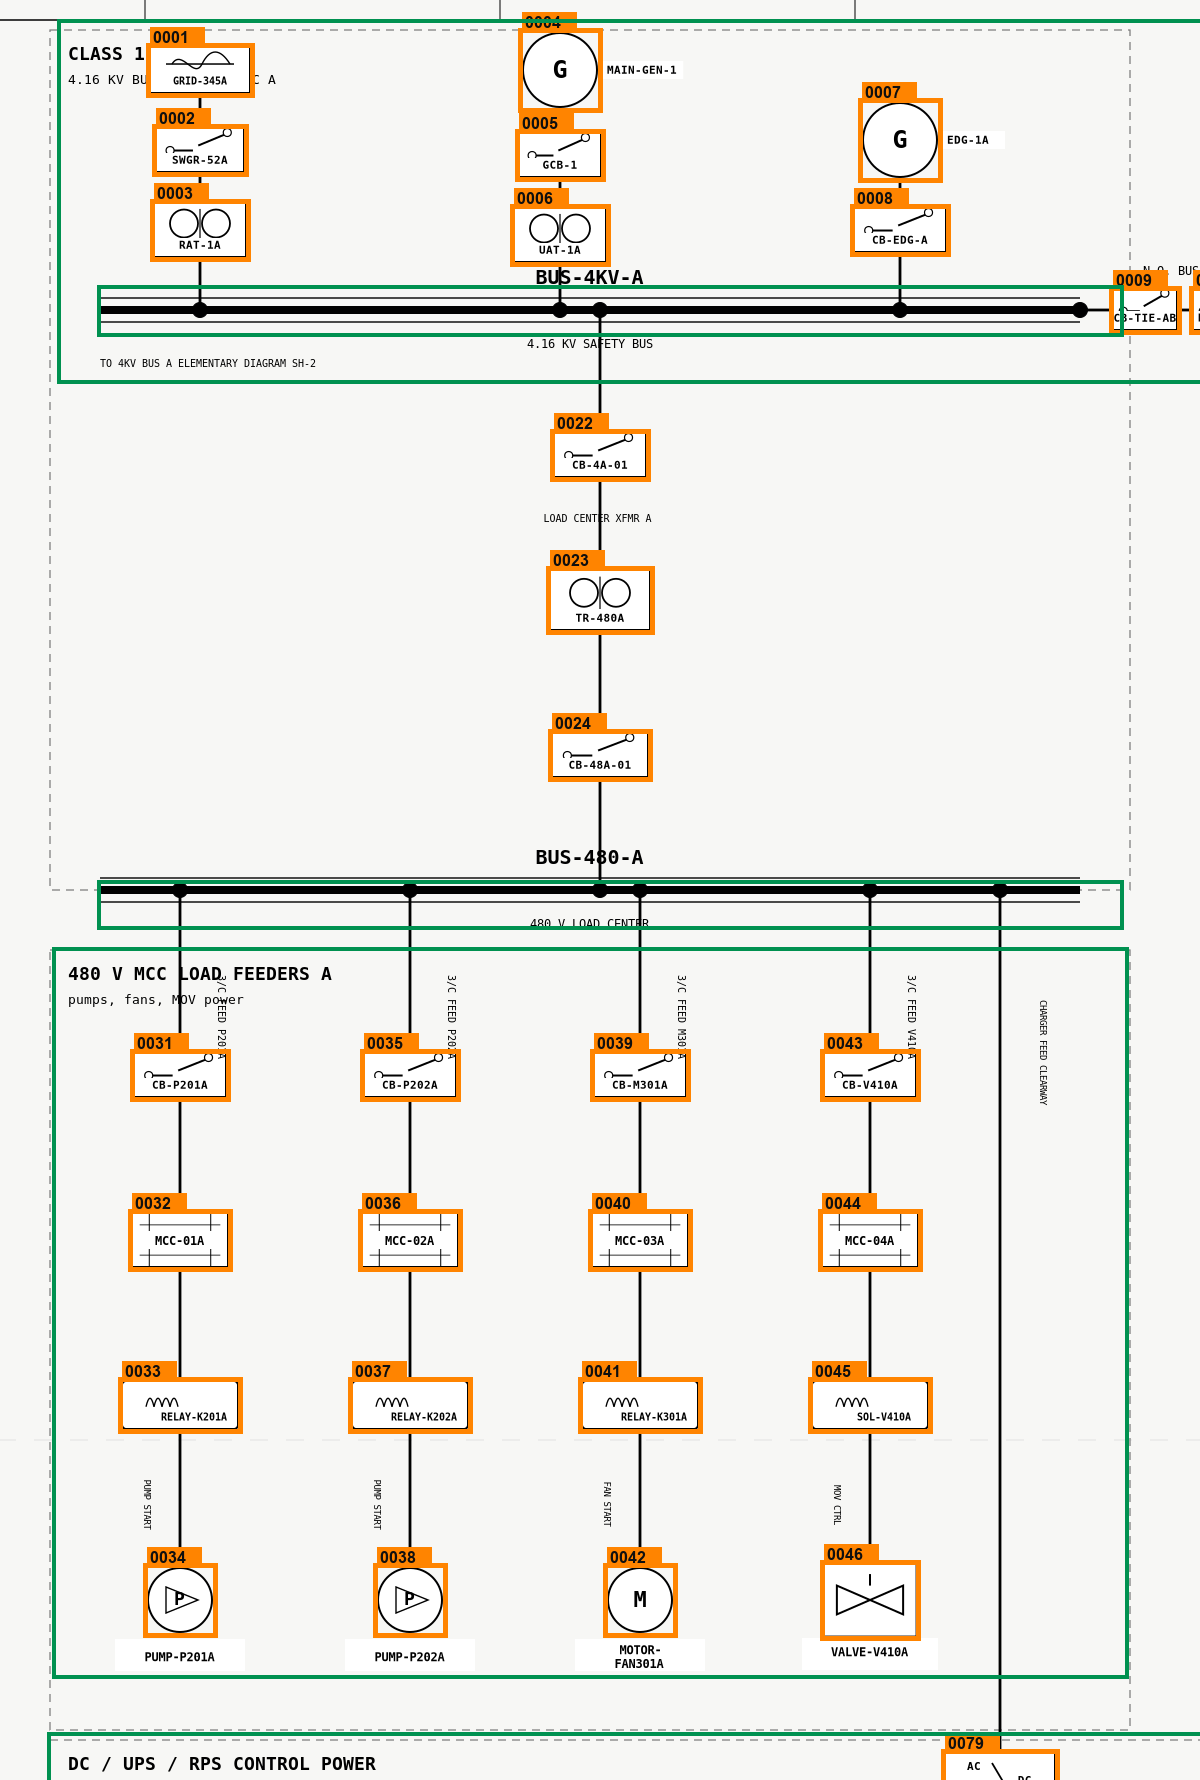 0001
0004
CLASS 1
GRID-345A
G
MAIN-GEN-1
4.16 KV BU
C A
0007
0002
0005
SWGR-52A
GCB-1
G
EDG-1A
0003
0006
0008
RAT-1A
UAT-1A
CB-EDG-A
BUS-4KV-A
N.O. BUS
0009
CB-TIE-AB
4.16 KV SAFETY BUS
TO 4KV BUS A ELEMENTARY DIAGRAM SH-2
0022
CB-4A-01
LOAD CENTER XFMR A
0023
TR-480A
0024
CB-48A-01
BUS-480-A
480 V LOAD CENTER
480 V MCC LOAD FEEDERS A
pumps, fans, MOV power
3/C FEED P201A
3/C FEED P202A
3/C FEED M301A
3/C FEED V410A
CHARGER FEED CLEARWAY
0031
0035
0039
0043
CB-P201A
CB-P202A
CB-M301A
CB-V410A
0032
0036
0040
0044
MCC-01A
MCC-02A
MCC-03A
MCC-04A
0033
0037
0041
0045
RELAY-K201A
RELAY-K202A
RELAY-K301A
SOL-V410A
PUMP START
PUMP START
FAN START
MOV CTRL
0034
0038
0042
0046
P
P
M
PUMP-P201A
PUMP-P202A
MOTOR-
FAN301A
VALVE-V410A
0079
DC / UPS / RPS CONTROL POWER
AC
DC